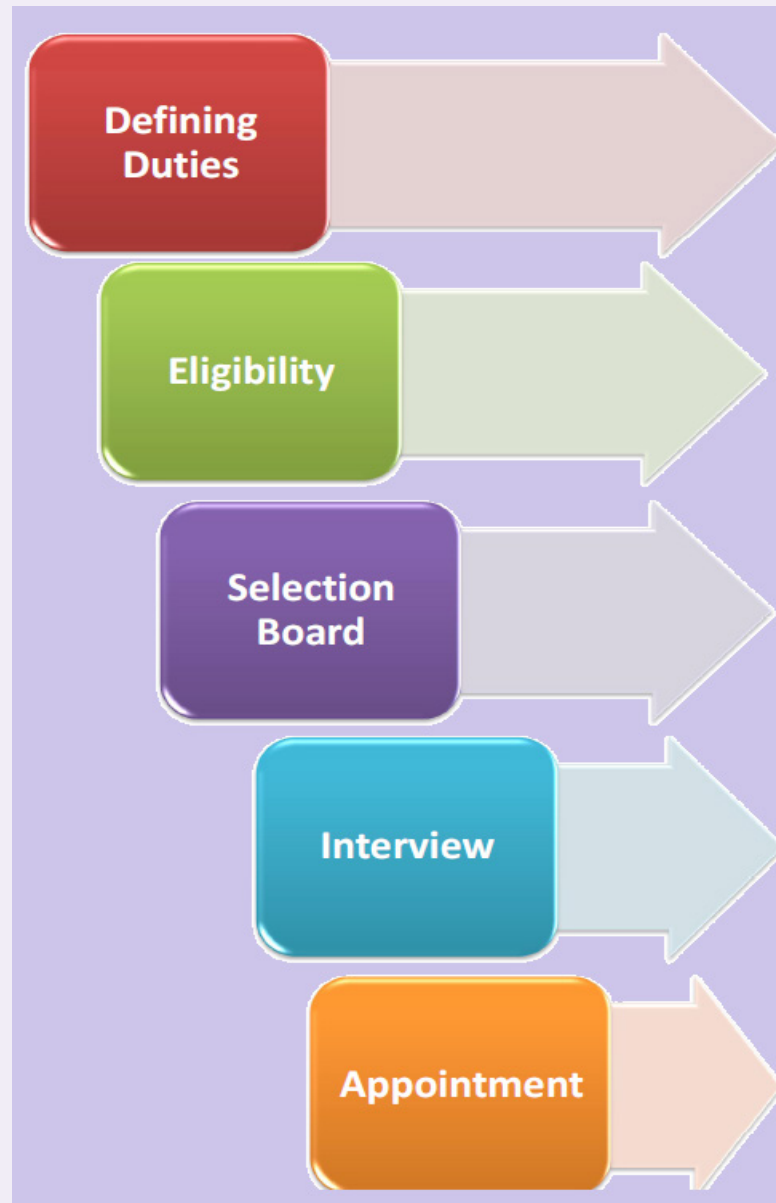 Defining
Duties
Eligibility
Selection
Board
Interview
Appointment